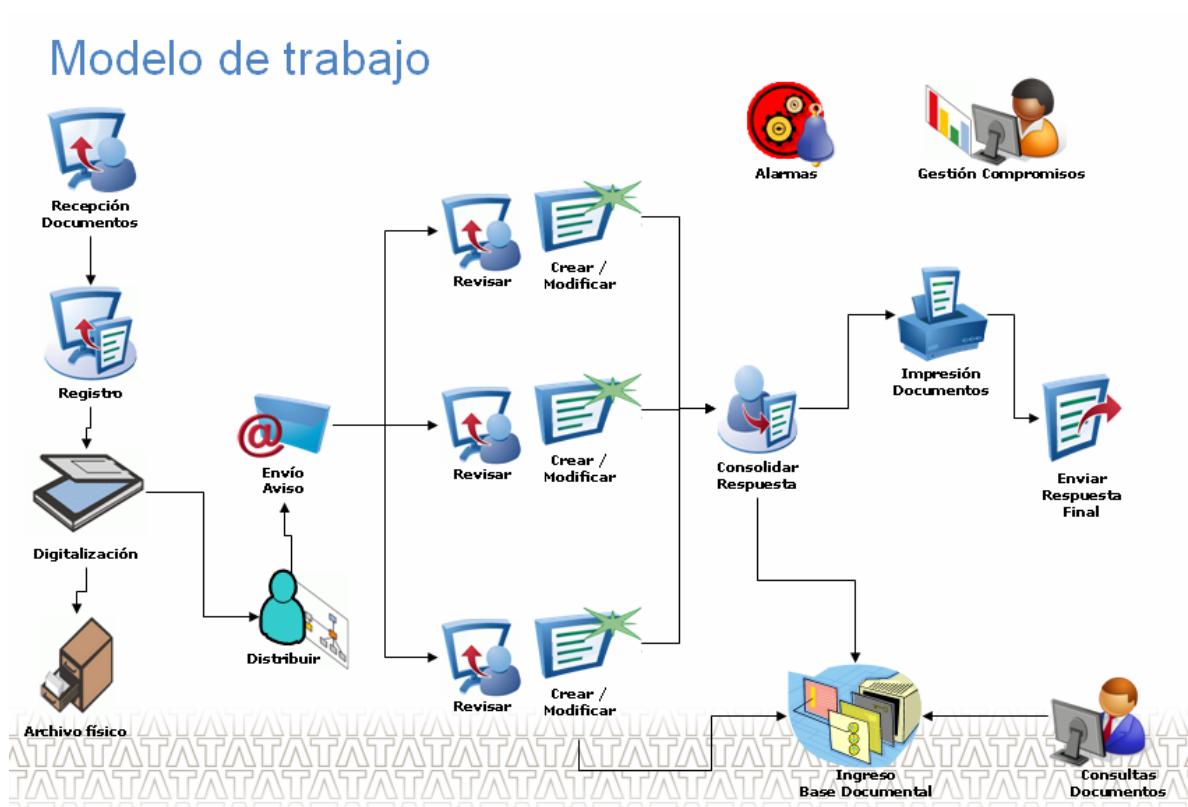 Modelo de trabajo
Recepción
Documentos
Registro
Digitalización
Archivo físico
Distribuir
@
Envío
Aviso
Revisar
Crear /
Modificar
Revisar
Crear /
Modificar
Revisar
Crear /
Modificar
Alarmas
Gestión Compromisos
Consolidar
Respuesta
Impresión
Documentos
Enviar
Respuesta
Final
Ingreso
Base Documental
Consultas
Documentos